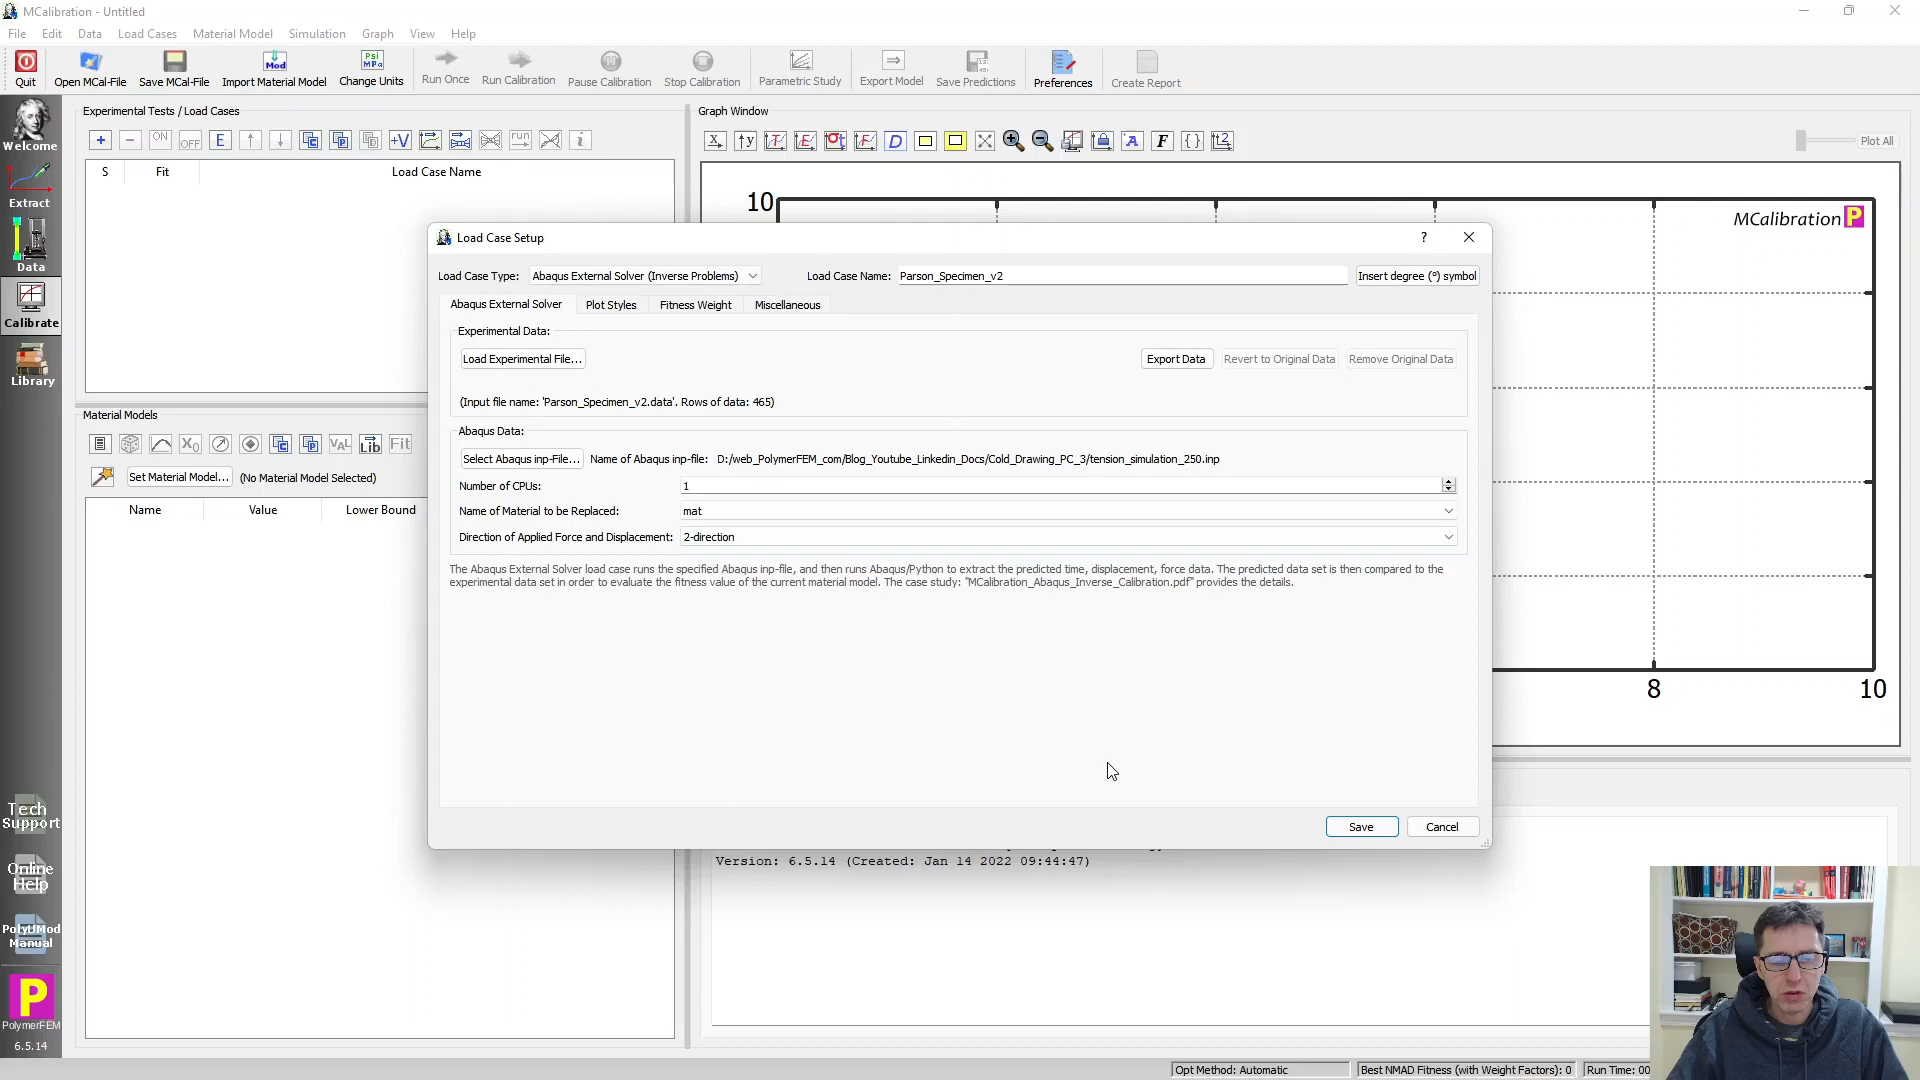 MCalibration - Untitled
File Edit Data Load Cases Material Model Simulation Graph View Help
Quit Open MCal-File Save MCal-File Import Material Model Change Units Run Once Run Calibration Pause Calibration Stop Calibration Parametric Study Export Model Save Predictions Preferences Create Report
Welcome
Extract
Data
Calibrate
Library
Tech
Support
Online
Help
PolyUMod
Manual
PolymerFEM
6.5.14
Experimental Tests / Load Cases
S Fit Load Case Name
Graph Window
Plot All
10
MCalibration P
8 10
Load Case Setup
Load Case Type: Abaqus External Solver (Inverse Problems) Load Case Name: Parson_Specimen_v2 Insert degree (°) symbol
Abaqus External Solver Plot Styles Fitness Weight Miscellaneous
Experimental Data:
Load Experimental File... Export Data Revert to Original Data Remove Original Data
(Input file name: 'Parson_Specimen_v2.data'. Rows of data: 465)
Abaqus Data:
Select Abaqus inp-File... Name of Abaqus inp-file: D:/web_PolymerFEM_com/Blog_Youtube_Linkedin_Docs/Cold_Drawing_PC_3/tension_simulation_250.inp
Number of CPUs: 1
Name of Material to be Replaced: mat
Direction of Applied Force and Displacement: 2-direction
The Abaqus External Solver load case runs the specified Abaqus inp-file, and then runs Abaqus/Python to extract the predicted time, displacement, force data. The predicted data set is then compared to the
experimental data set in order to evaluate the fitness value of the current material model. The case study: "MCalibration_Abaqus_Inverse_Calibration.pdf" provides the details.
Save Cancel
Material Models
Set Material Model... (No Material Model Selected)
Name Value Lower Bound
Version: 6.5.14 (Created: Jan 14 2022 09:44:47)
Opt Method: Automatic Best NMAD Fitness (with Weight Factors): 0 Run Time: 00